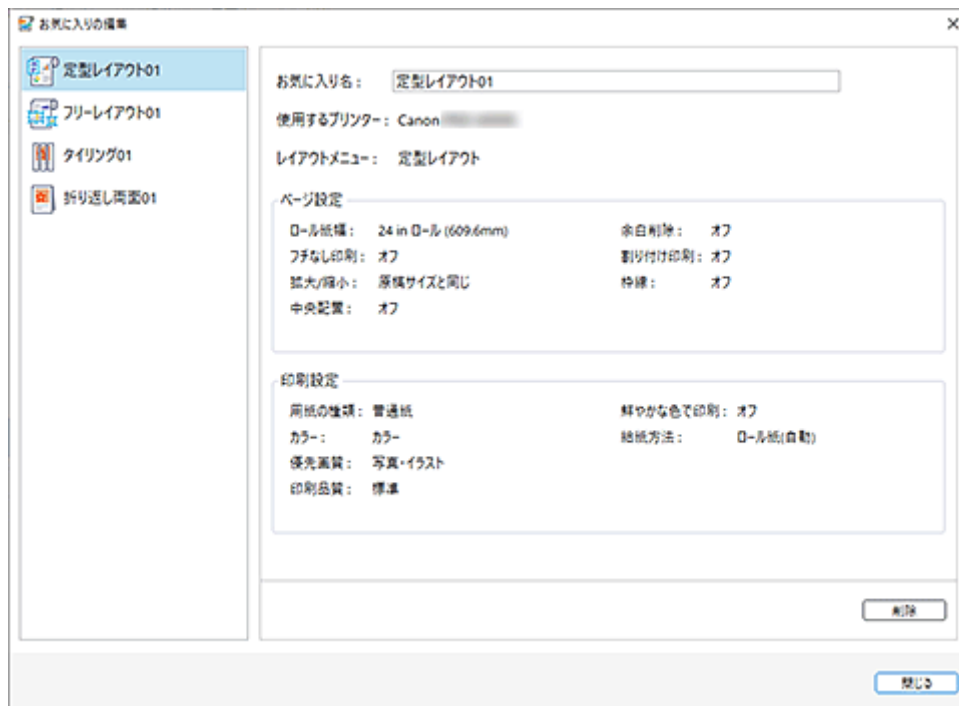 お気に入りの編集
定型レイアウト01
フリーレイアウト01
タイリング01
折り返し両面01
お気に入り名： 定型レイアウト01
使用するプリンター： Canon
レイアウトメニュー： 定型レイアウト
ページ設定
ロール紙幅： 24 in ロール (609.6mm) 余白削除： オフ
フチなし印刷： オフ 割り付け印刷： オフ
拡大/縮小： 原稿サイズと同じ 枠線： オフ
中央配置： オフ
印刷設定
用紙の種類： 普通紙 鮮やかな色で印刷： オフ
カラー： カラー 給紙方法： ロール紙(自動)
優先画質： 写真・イラスト
印刷品質： 標準
削除
閉じる